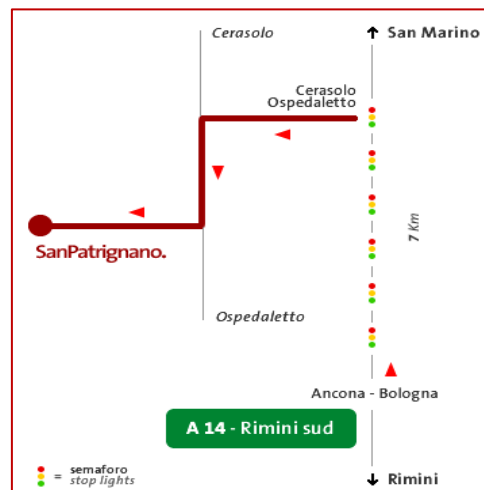 Cerasolo
San Marino
Cerasolo
Ospedaletto
7 Km
SanPatrignano.
Ospedaletto
Ancona - Bologna
A 14 - Rimini sud
= semaforo
stop lights
Rimini